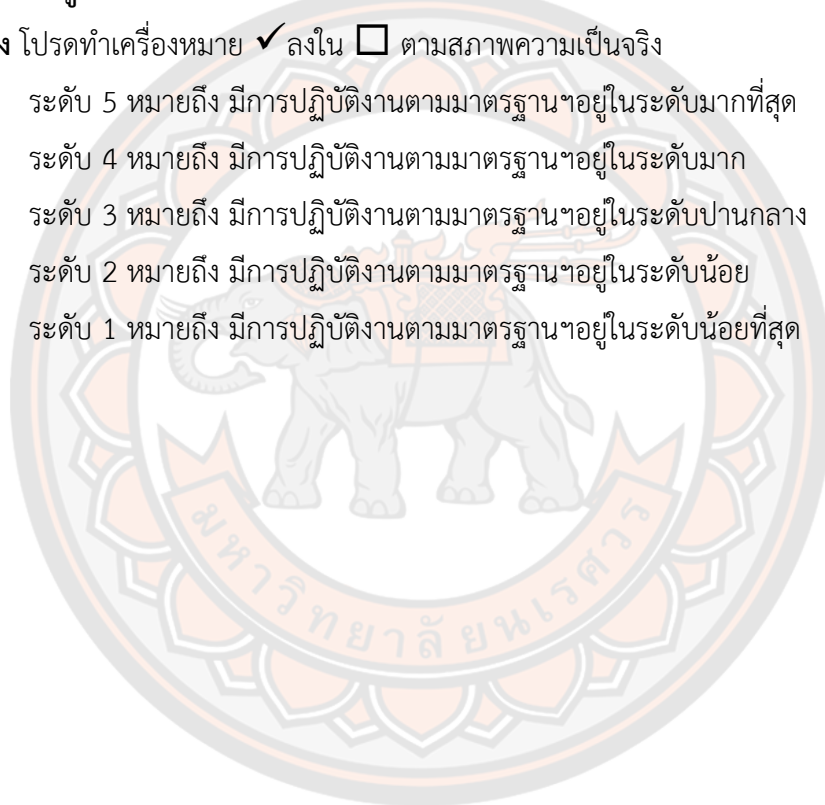 โปรดทำเครื่องหมาย ✔ ลงใน □ ตามสภาพความเป็นจริง
ระดับ 5 หมายถึง มีการปฏิบัติงานตามมาตรฐานฯอยู่ในระดับมากที่สุด
ระดับ 4 หมายถึง มีการปฏิบัติงานตามมาตรฐานฯอยู่ในระดับมาก
ระดับ 3 หมายถึง มีการปฏิบัติงานตามมาตรฐานฯอยู่ในระดับปานกลาง
ระดับ 2 หมายถึง มีการปฏิบัติงานตามมาตรฐานฯอยู่ในระดับน้อย
ระดับ 1 หมายถึง มีการปฏิบัติงานตามมาตรฐานฯอยู่ในระดับน้อยที่สุด
มหาวิทยาลัยนเรศวร